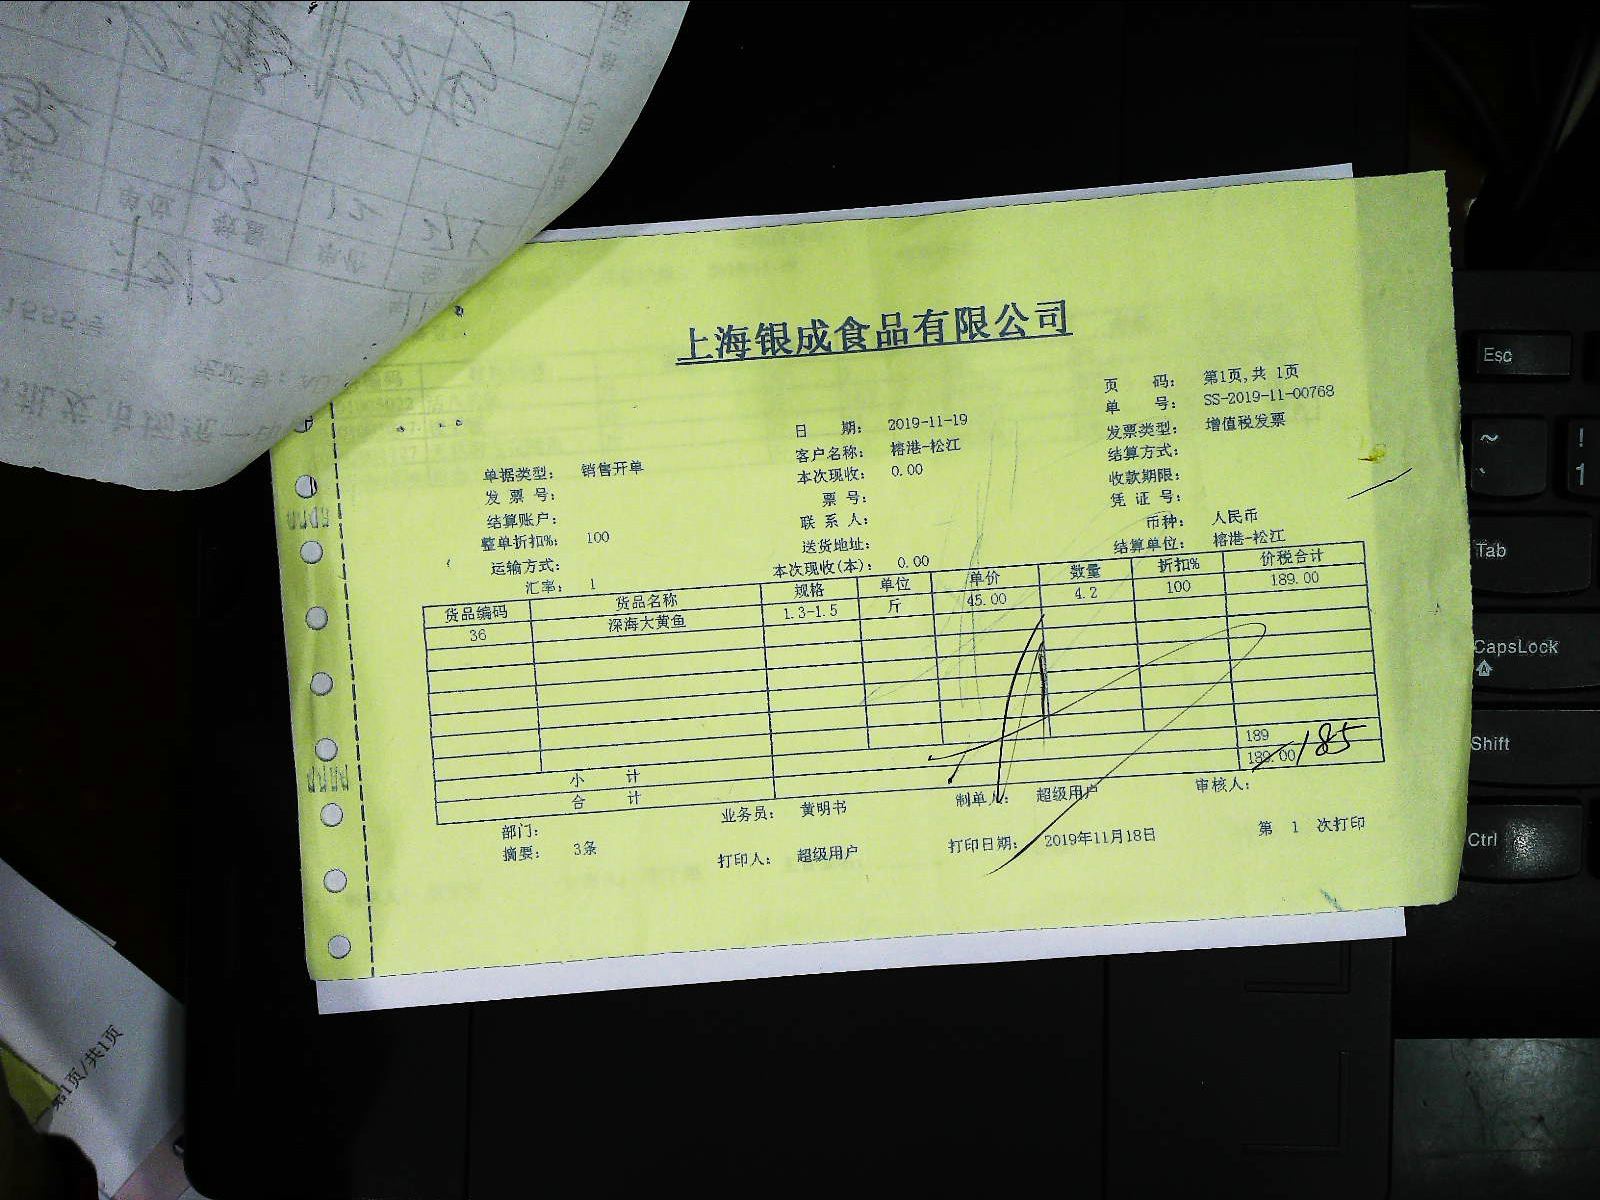 上海银成食品有限公司
页 码： 第1页,共 1页
单 号： SS-2019-11-00768
单据类型： 销售开单 日 期： 2019-11-19 发票类型： 增值税发票
发 票 号： 客户名称： 榕港-松江 结算方式：
结算账户： 本次现收： 0.00 收款期限：
整单折扣%： 100 票 号： 凭 证 号：
运输方式： 联 系 人： 币种： 人民币
汇率： 1 送货地址： 结算单位： 榕港-松江
本次现收(本)： 0.00
货品编码 货品名称 规格 单位 单价 数量 折扣% 价税合计
36 深海大黄鱼 1.3-1.5 斤 45.00 4.2 100 189.00
小 计 189
合 计 189.00 185
部门： 业务员： 黄明书 制单人： 超级用户 审核人：
摘要： 3条 打印人： 超级用户 打印日期： 2019年11月18日 第 1 次打印
第1页/共1页
Esc
~
`
!
1
Tab
CapsLock
Shift
Ctrl